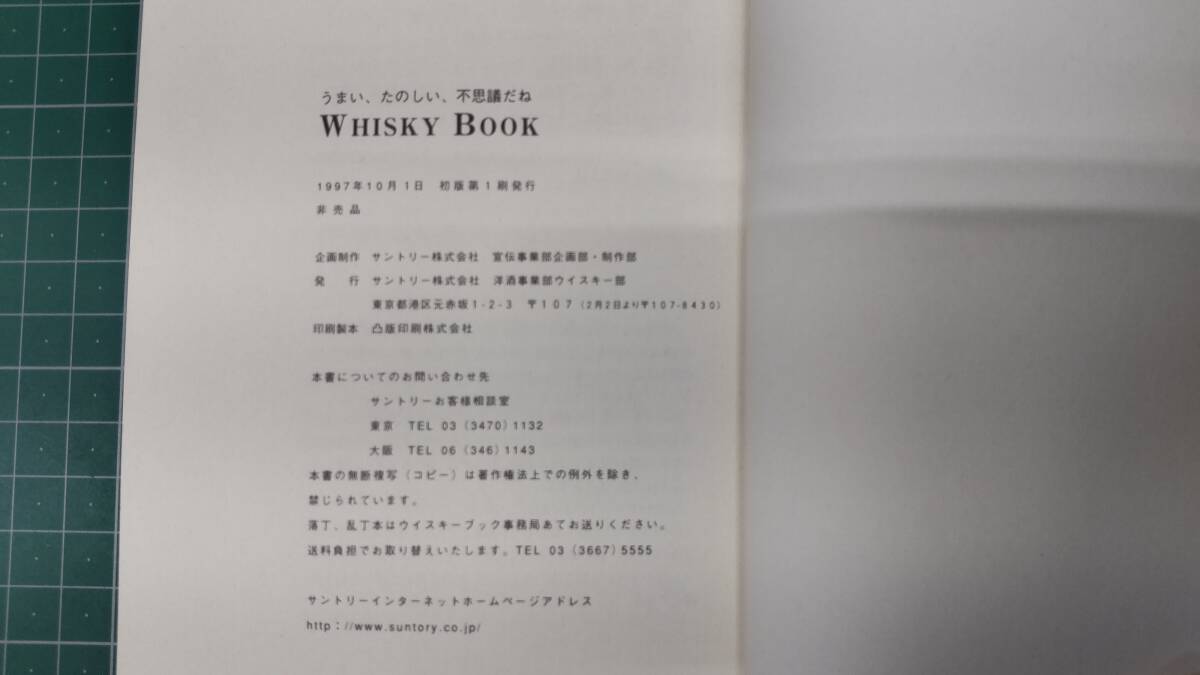 うまい、たのしい、不思議だね
WHISKY BOOK
1997年10月1日　初版第1刷発行
非売品
企画制作　サントリー株式会社　宣伝事業部企画部・制作部
発　行　サントリー株式会社　洋酒事業部ウイスキー部
東京都港区元赤坂1-2-3　〒107（2月2日より〒107-8430）
印刷製本　凸版印刷株式会社
本書についてのお問い合わせ先
サントリーお客様相談室
東京　TEL 03（3470）1132
大阪　TEL 06（346）1143
本書の無断複写（コピー）は著作権法上での例外を除き、
禁じられています。
落丁、乱丁本はウイスキーブック事務局あてお送りください。
送料負担でお取り替えいたします。TEL 03（3667）5555
サントリーインターネットホームページアドレス
http：//www.suntory.co.jp/